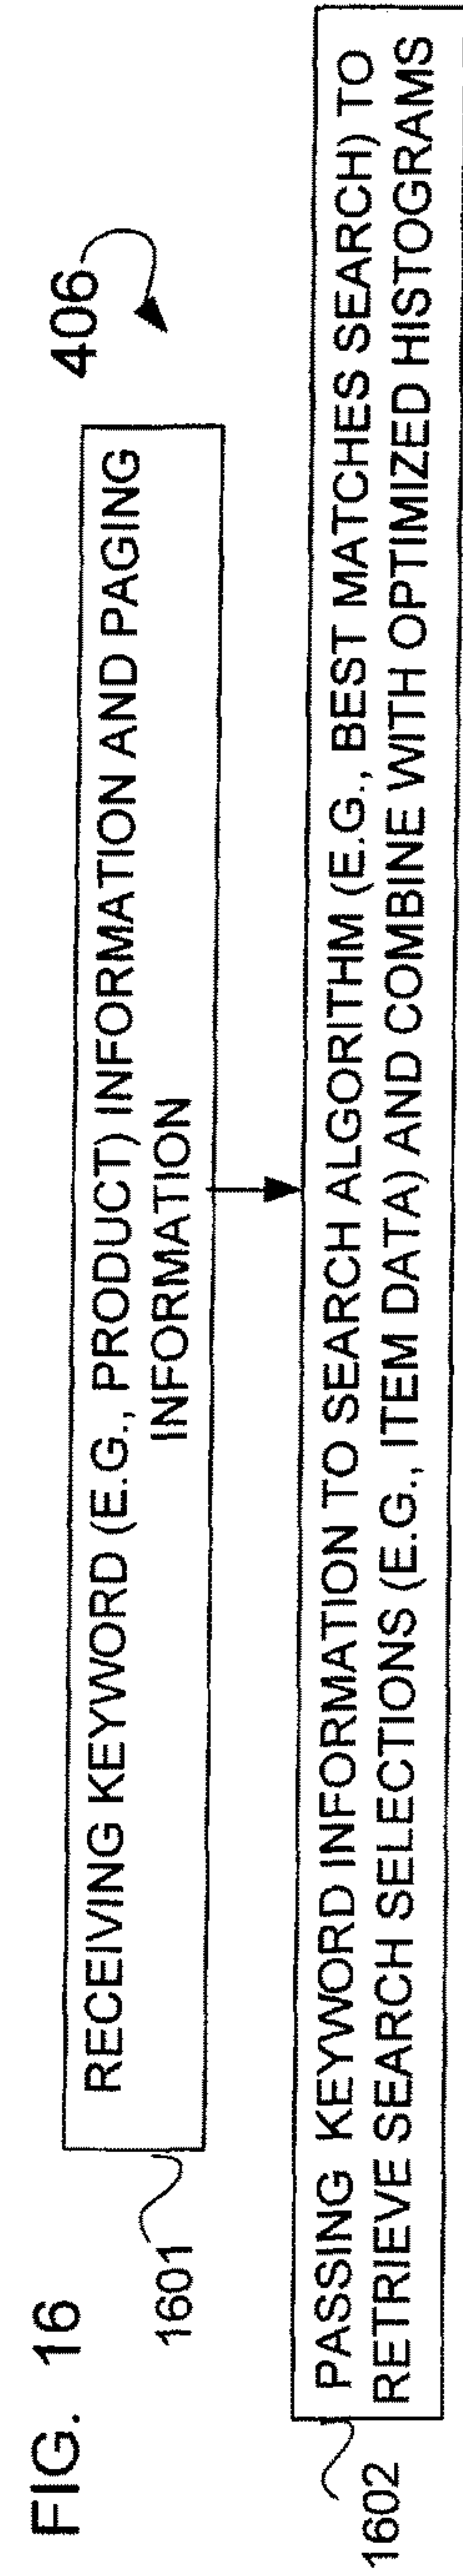 FIG. 16
406
RECEIVING KEYWORD (E.G., PRODUCT) INFORMATION AND PAGING
INFORMATION
1601
PASSING KEYWORD INFORMATION TO SEARCH ALGORITHM (E.G., BEST MATCHES SEARCH) TO
RETRIEVE SEARCH SELECTIONS (E.G., ITEM DATA) AND COMBINE WITH OPTIMIZED HISTOGRAMS
1602